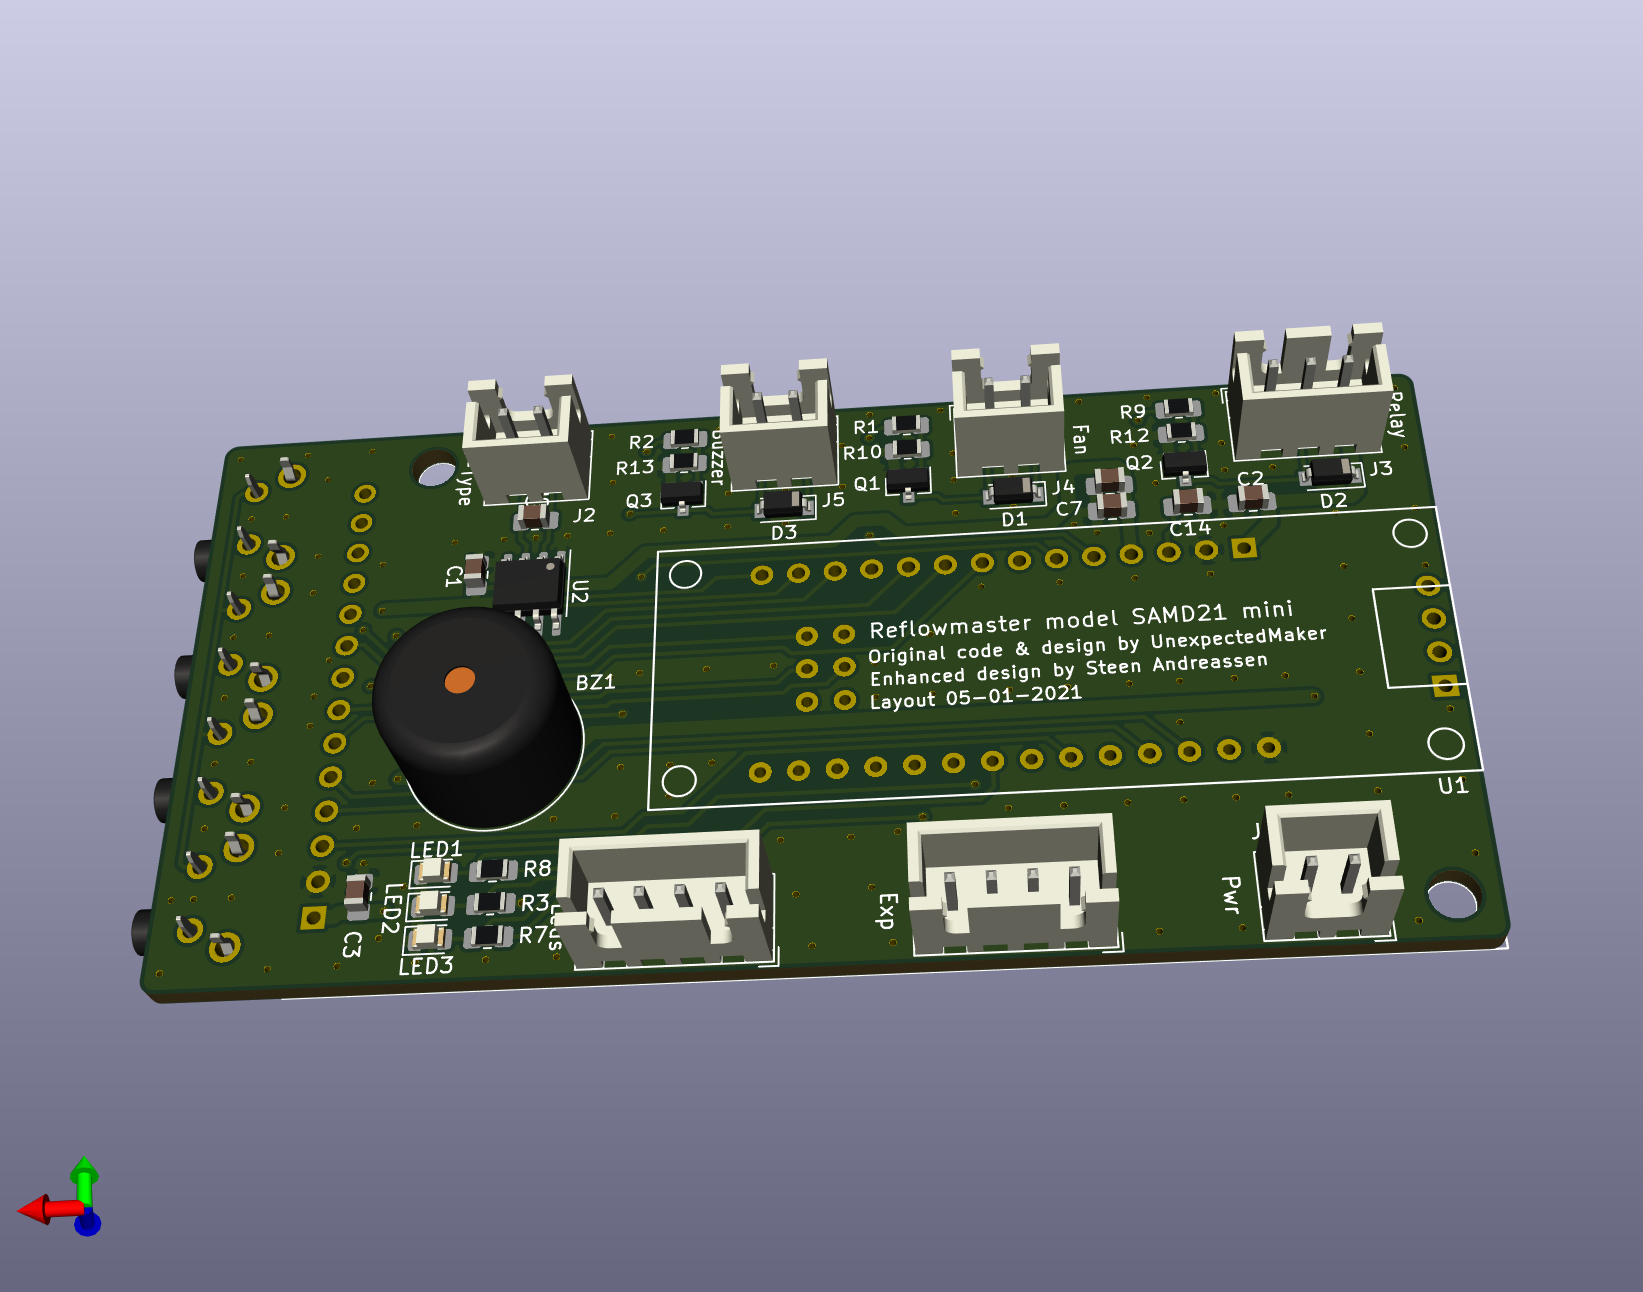 R9
Relay
R1
Fan
R2
R12
R10
R13
Q2
J3
Q1
C2
J4
Q3
J5
D2
C7
J2
D1
C14
D3
C1
U2
Reflowmaster model SAMD21 mini
Original code & design by UnexpectedMaker
Enhanced design by Steen Andreassen
Layout 05-01-2021
BZ1
U1
LED1
R8
LED2
R3
Exp
Pwr
R7
C3
LED3